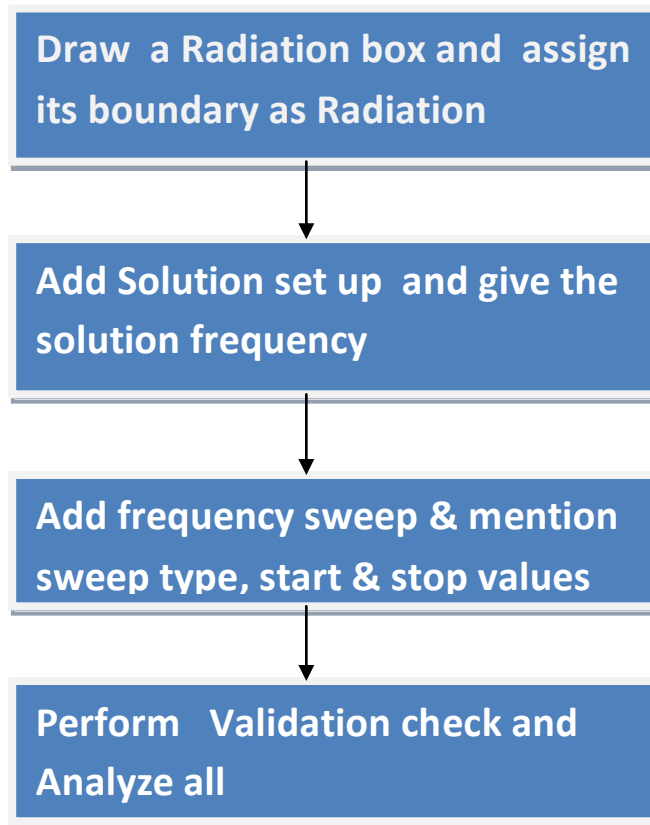 Draw a Radiation box and assign
its boundary as Radiation
Add Solution set up and give the
solution frequency
Add frequency sweep & mention
sweep type, start & stop values
Perform Validation check and
Analyze all